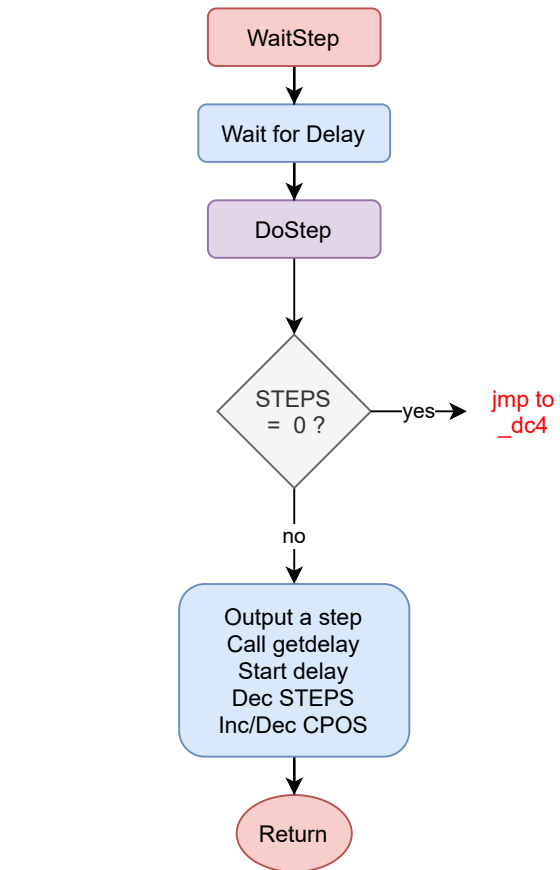 WaitStep
Wait for Delay
DoStep
STEPS
= 0 ?
yes
jmp to
_dc4
no
Output a step
Call getdelay
Start delay
Dec STEPS
Inc/Dec CPOS
Return